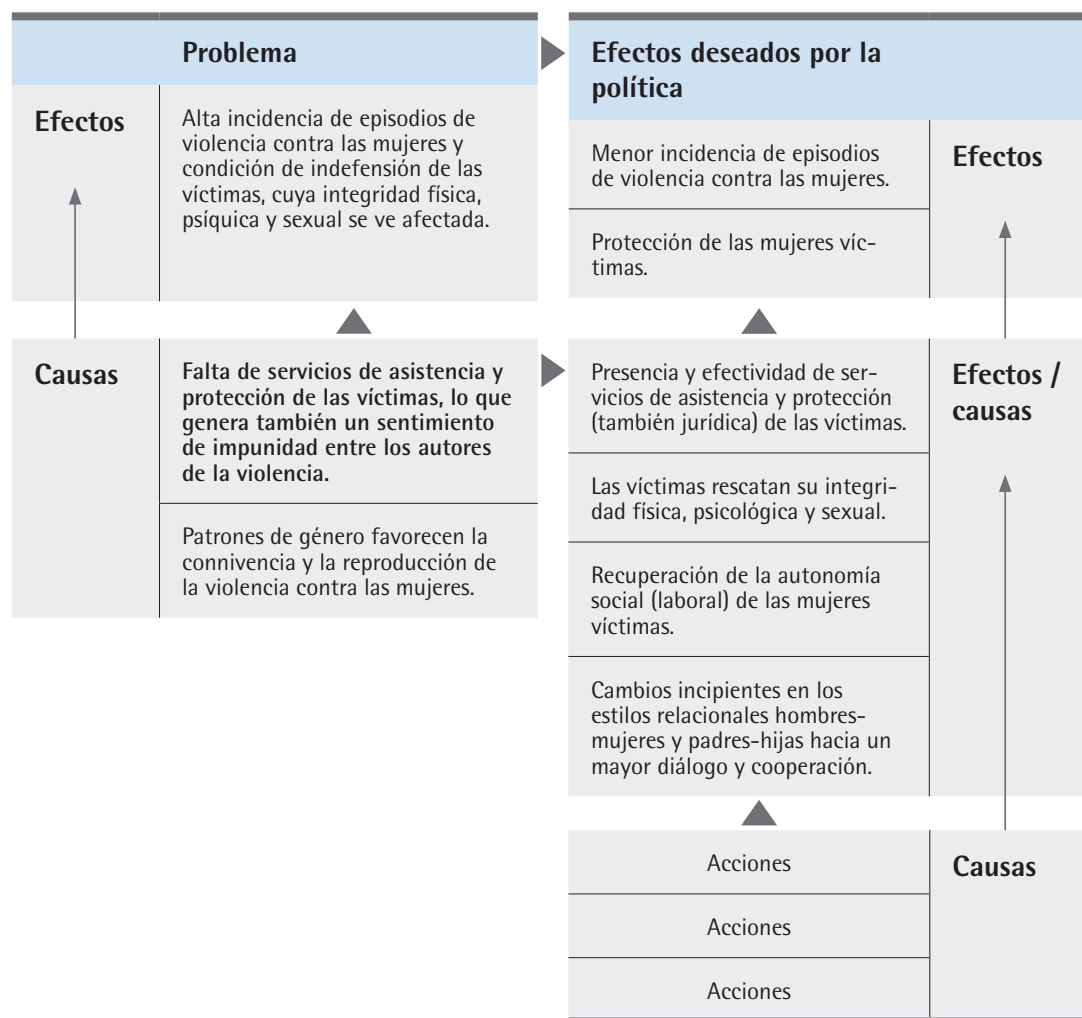 Problema
Efectos
Alta incidencia de episodios de
violencia contra las mujeres y
condición de indefensión de las
víctimas, cuya integridad física,
psíquica y sexual se ve afectada.
Causas
Falta de servicios de asistencia y
protección de las víctimas, lo que
genera también un sentimiento
de impunidad entre los autores
de la violencia.
Patrones de género favorecen la
connivencia y la reproducción de
la violencia contra las mujeres.
Efectos deseados por la
política
Menor incidencia de episodios
de violencia contra las mujeres.
Protección de las mujeres víc-
timas.
Efectos
Presencia y efectividad de ser-
vicios de asistencia y protección
(también jurídica) de las víctimas.
Las víctimas rescatan su integri-
dad física, psicológica y sexual.
Recuperación de la autonomía
social (laboral) de las mujeres
víctimas.
Cambios incipientes en los
estilos relacionales hombres-
mujeres y padres-hijas hacia un
mayor diálogo y cooperación.
Efectos /
causas
Acciones
Acciones
Acciones
Causas